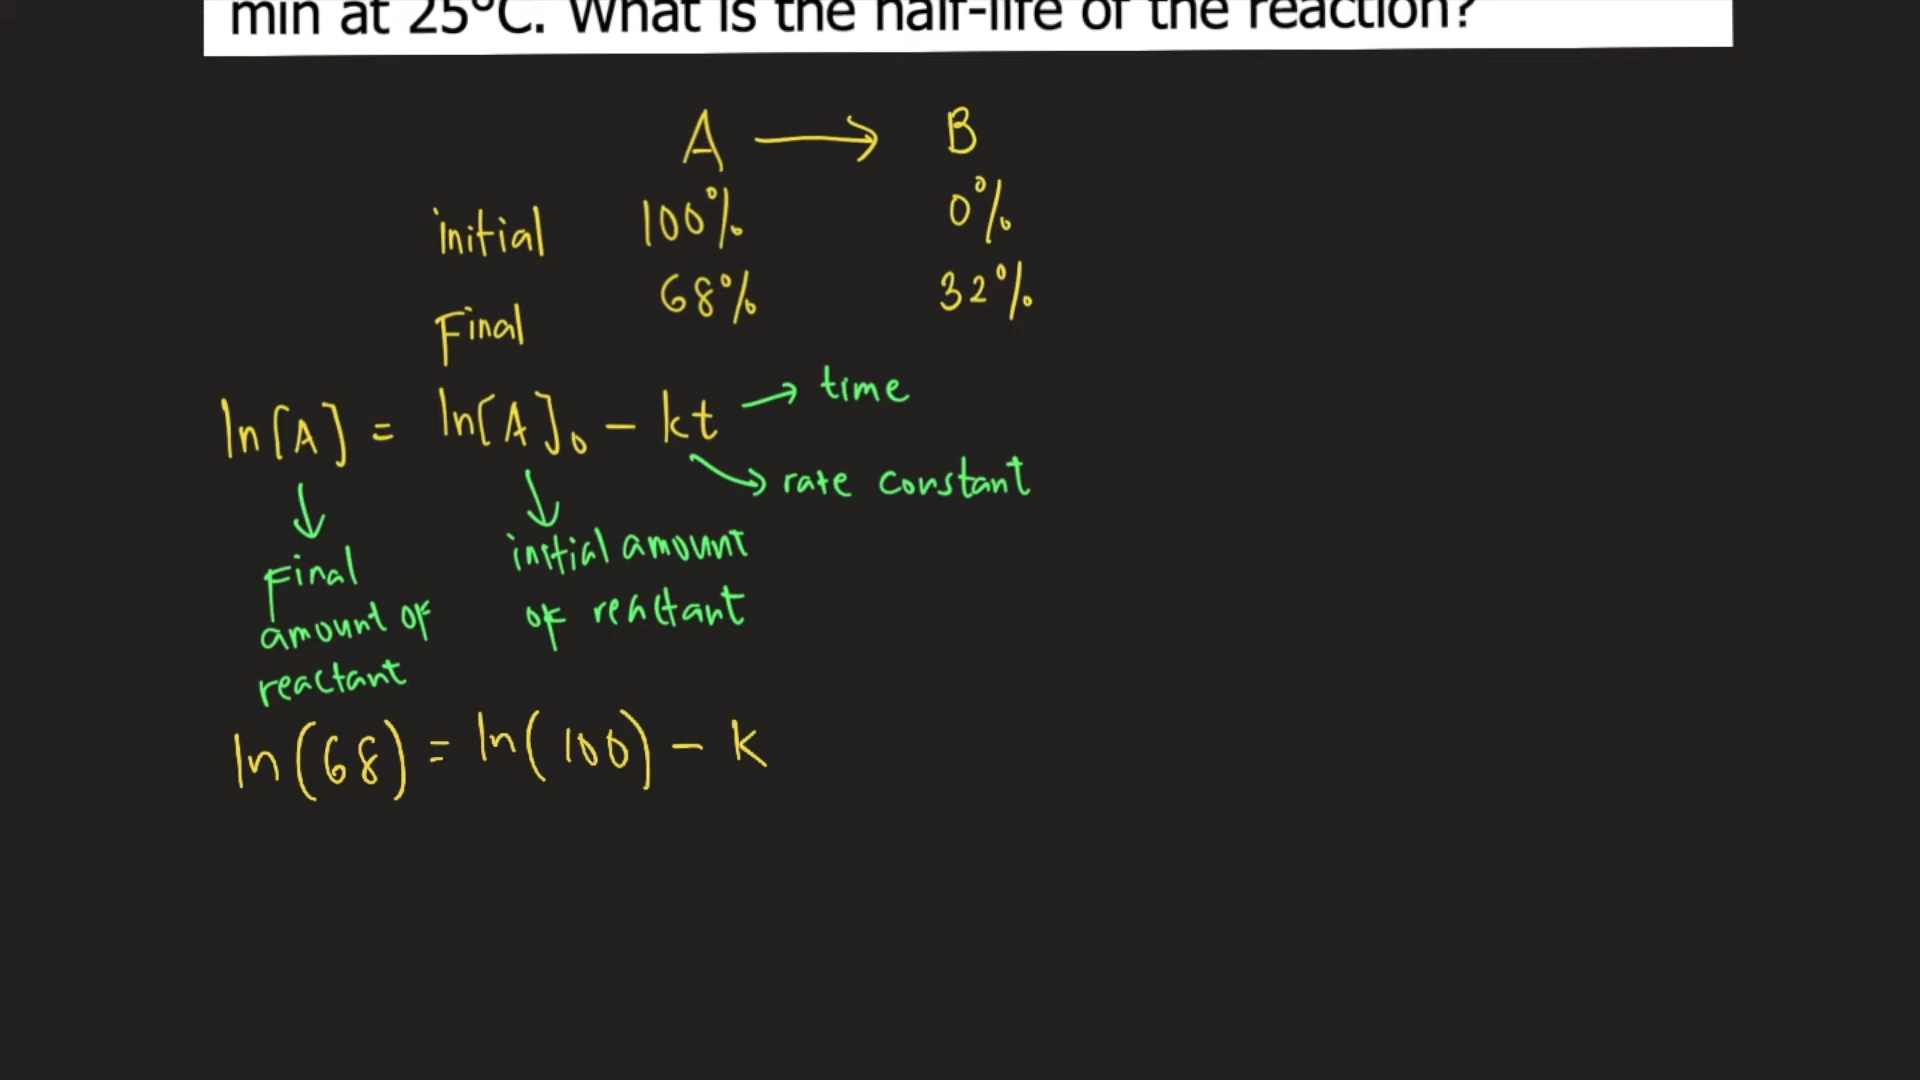 min at 25°C. What is the half-life of the reaction?
A → B
initial 100% 0%
Final 68% 32%
ln[A] = ln[A]₀ - kt → time
→ rate constant
↓ ↓
Final
amount of
reactant
initial amount
of reactant
ln(68) = ln(100) - k